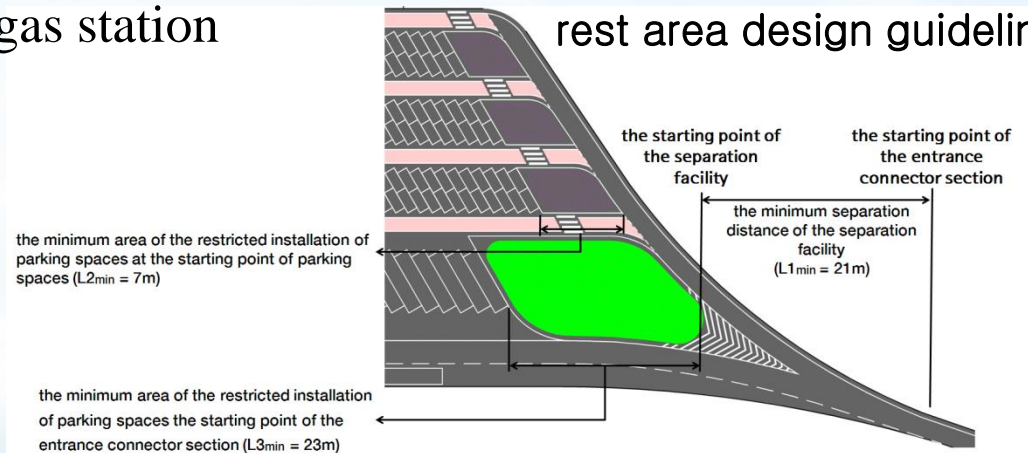 gas station
rest area design guidelin
the starting point of
the separation
facility
the starting point of
the entrance
connector section
the minimum separation
distance of the separation
facility
(L1min = 21m)
the minimum area of the restricted installation of
parking spaces at the starting point of parking
spaces (L2min = 7m)
the minimum area of the restricted installation
of parking spaces the starting point of the
entrance connector section (L3min = 23m)